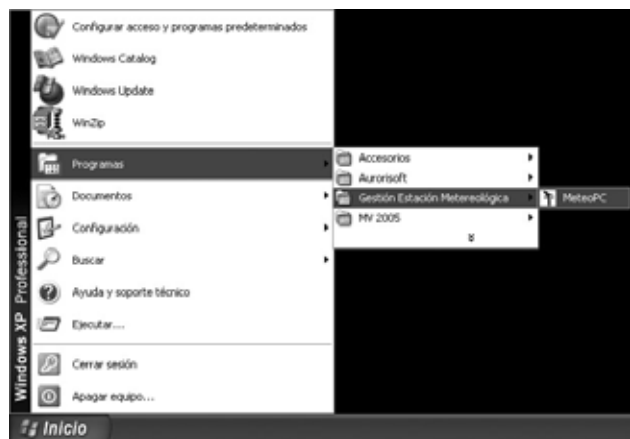 Configurar acceso y programas predeterminados
Windows Catalog
Windows Update
WinZip
Programas
Documentos
Configuración
Buscar
Ayuda y soporte técnico
Ejecutar...
Cerrar sesión
Apagar equipo...
Accesorios
Aurorisoft
Gestión Estación Metereológica
MV 2005
MeteoPC
Windows XP Professional
Inicio